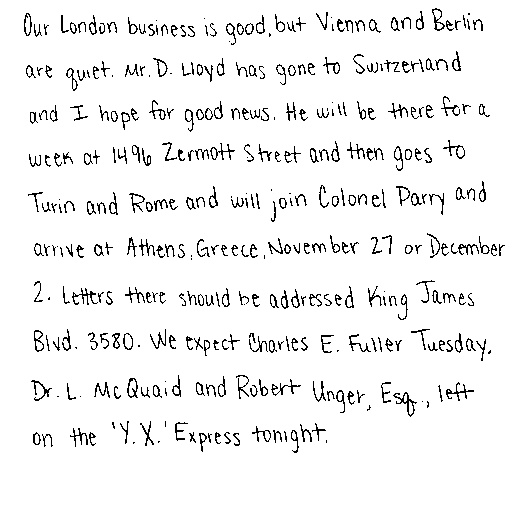 Our London business is good, but Vienna and Berlin
are quiet. Mr. D. Lloyd has gone to Switzerland
and I hope for good news. He will be there for a
week at 1496 Zermott Street and then goes to
Turin and Rome and will join Colonel Parry and
arrive at Athens, Greece, November 27 or December
2. Letters there should be addressed King James
Blvd. 3580. We expect Charles E. Fuller Tuesday.
Dr. L. McQuaid and Robert Unger, Esq., left
on the 'Y.X.' Express tonight.